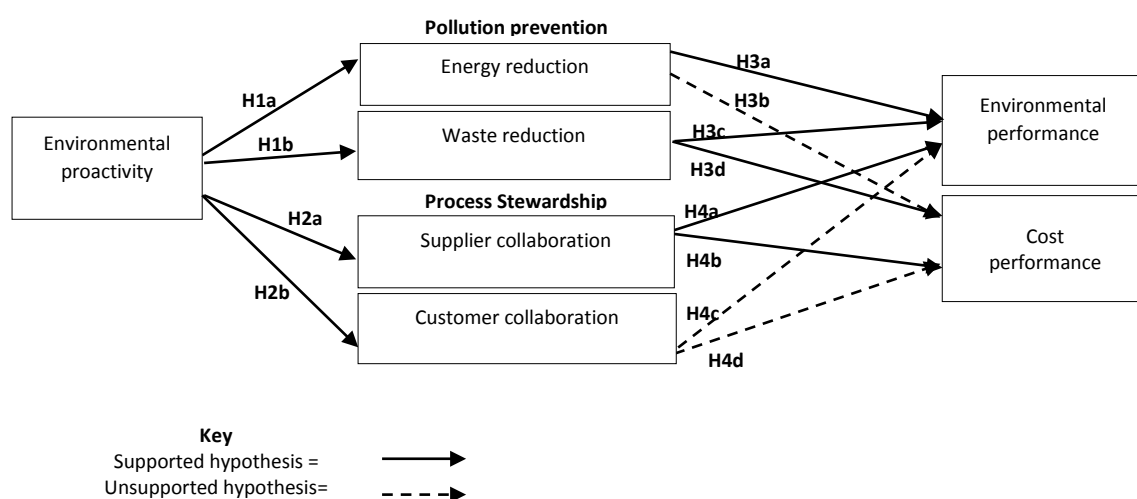 Pollution prevention
Energy reduction
H3a
H1a
H3b
Environmental
performance
Environmental
proactivity
H1b
Waste reduction
H3c
H3d
Process Stewardship
H2a
H4a
Supplier collaboration
Cost
performance
H4b
H2b
Customer collaboration
H4c
H4d
Key
Supported hypothesis =
Unsupported hypothesis=